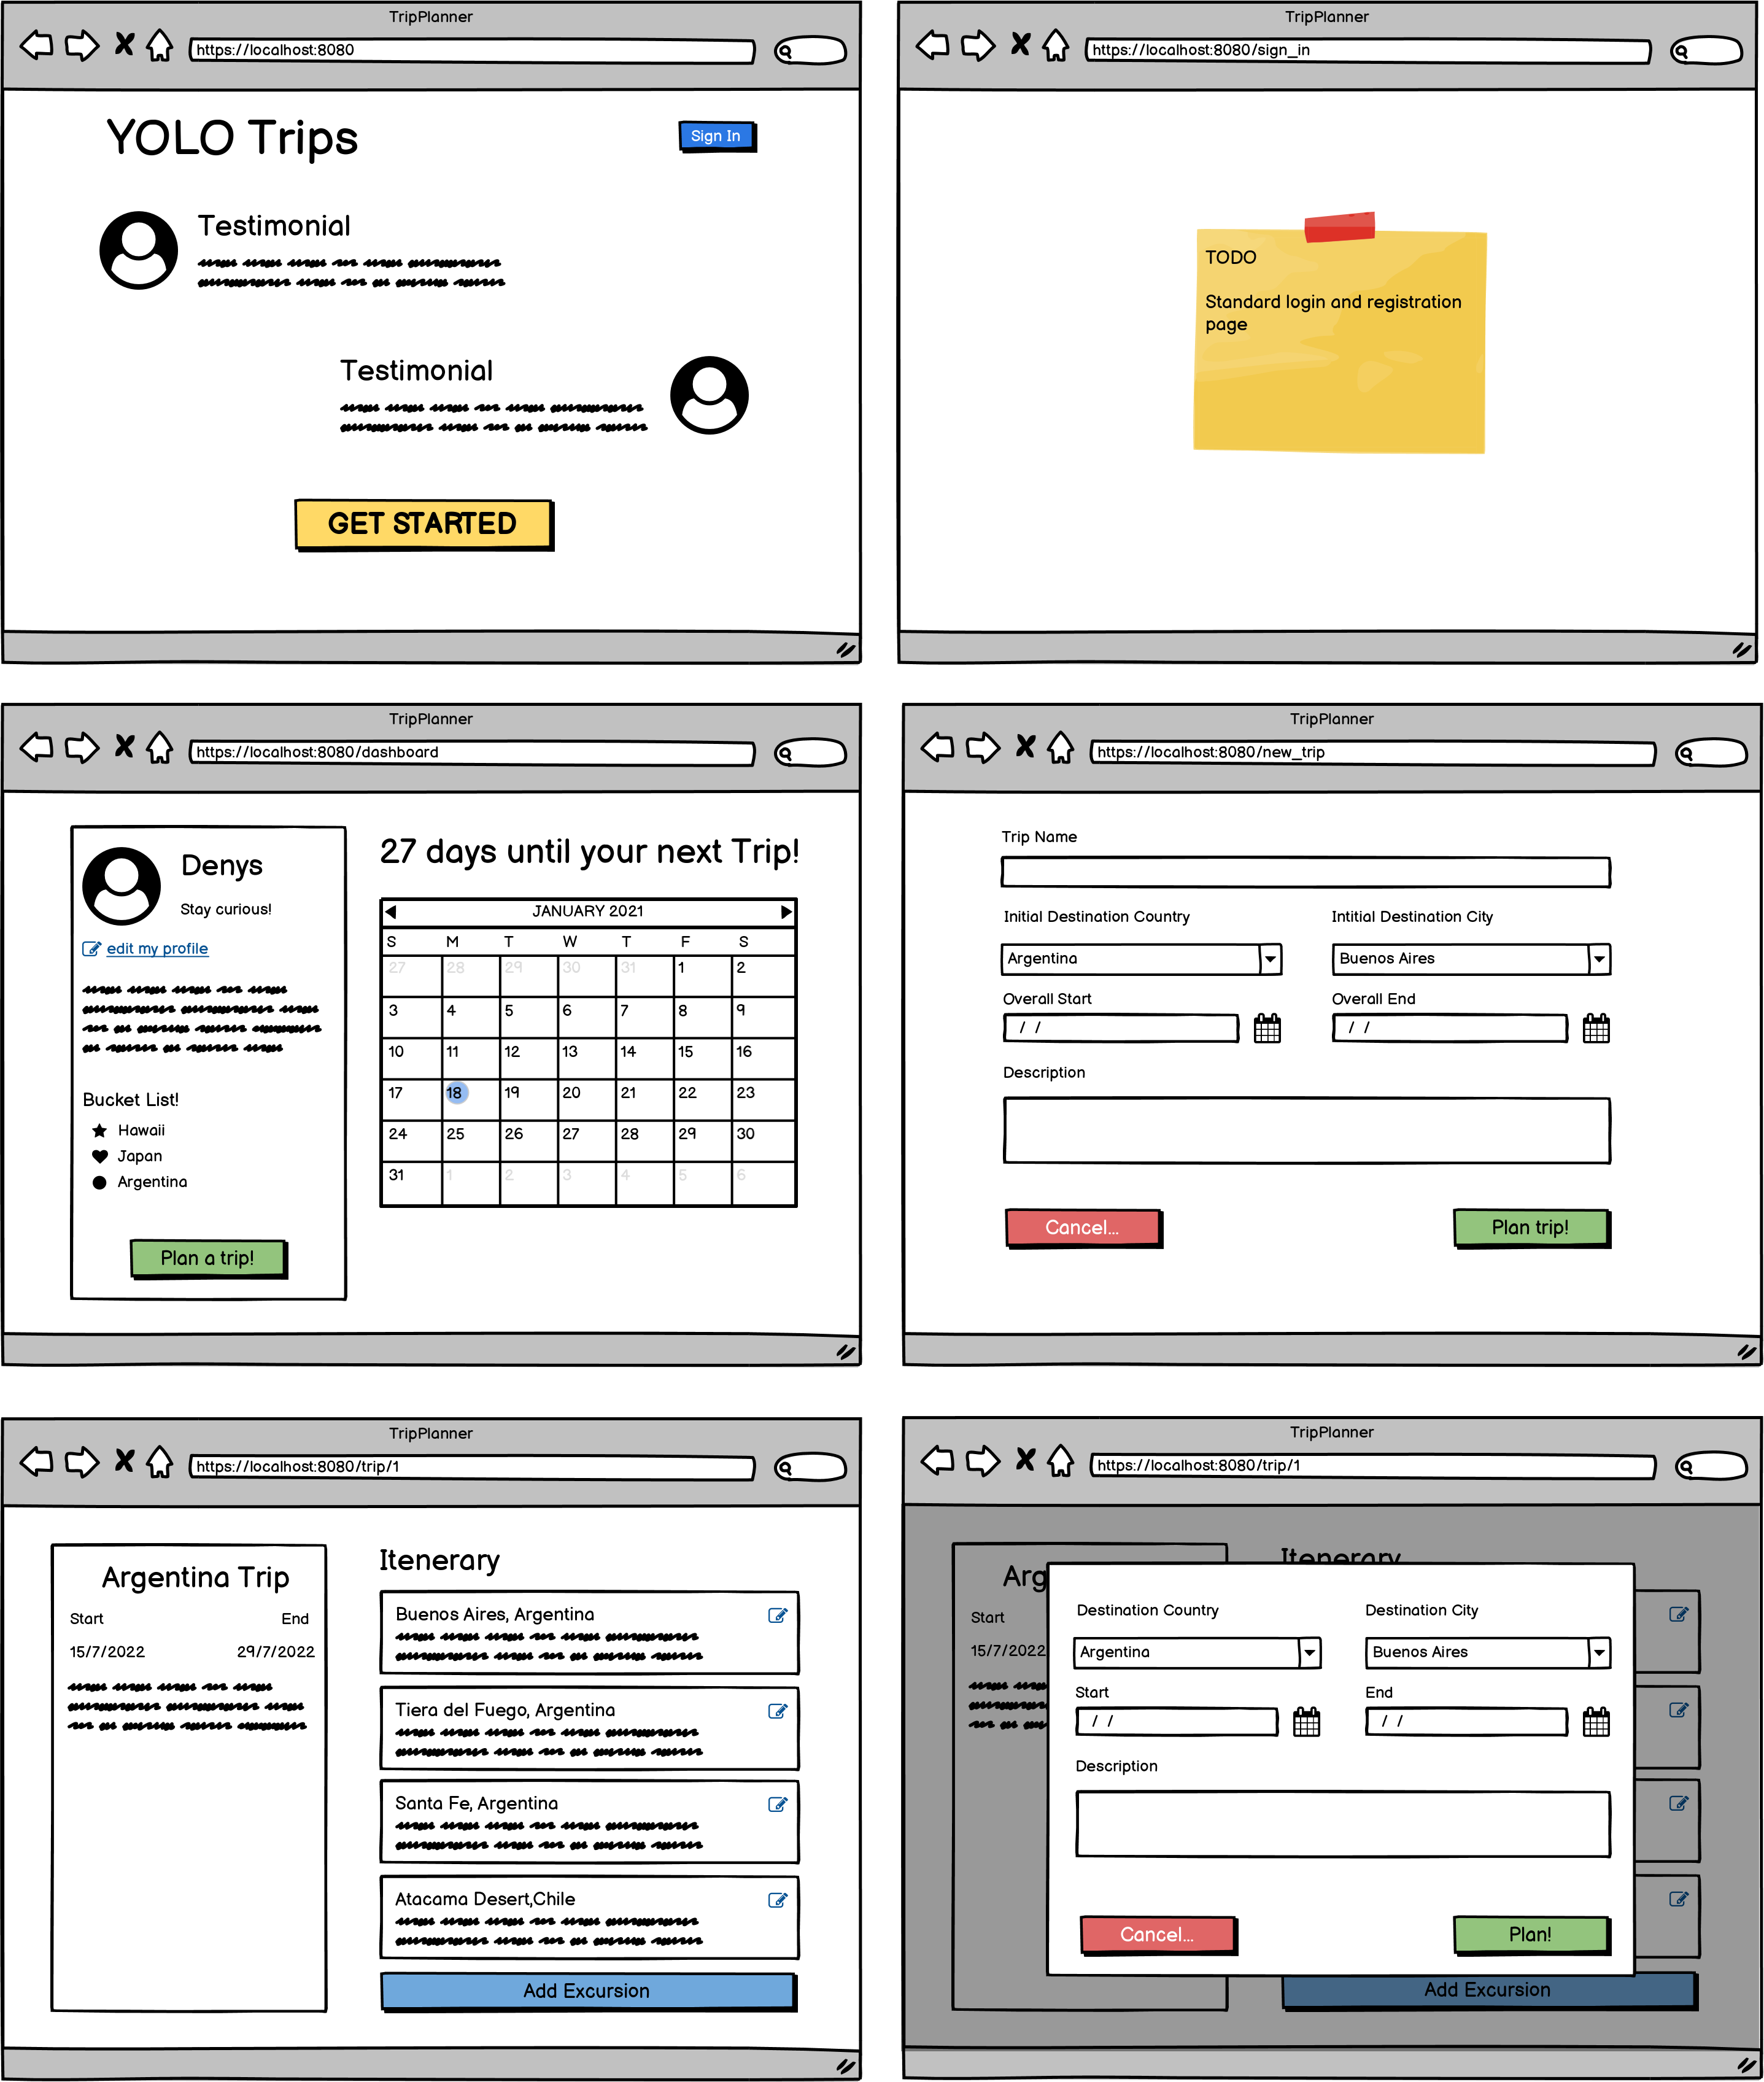 TripPlanner
https://localhost:8080
YOLO Trips
Sign In
Testimonial
Testimonial
GET STARTED
TripPlanner
https://localhost:8080/sign_in
TODO
Standard login and registration
page
TripPlanner
https://localhost:8080/dashboard
Denys
Stay curious!
edit my profile
Bucket List!
Hawaii
Japan
Argentina
Plan a trip!
27 days until your next Trip!
JANUARY 2021
S M T W T F S
27 28 29 30 31 1 2
3 4 5 6 7 8 9
10 11 12 13 14 15 16
17 18 19 20 21 22 23
24 25 26 27 28 29 30
31 1 2 3 4 5 6
TripPlanner
https://localhost:8080/new_trip
Trip Name
Initial Destination Country Intitial Destination City
Argentina Buenos Aires
Overall Start Overall End
/ / / /
Description
Cancel... Plan trip!
TripPlanner
https://localhost:8080/trip/1
Argentina Trip
Start End
15/7/2022 29/7/2022
Itenerary
Buenos Aires, Argentina
Tiera del Fuego, Argentina
Santa Fe, Argentina
Atacama Desert,Chile
Add Excursion
TripPlanner
https://localhost:8080/trip/1
Arg
Start
15/7/2022
Itenerary
Destination Country Destination City
Argentina Buenos Aires
Start End
/ / / /
Description
Cancel... Plan!
Add Excursion